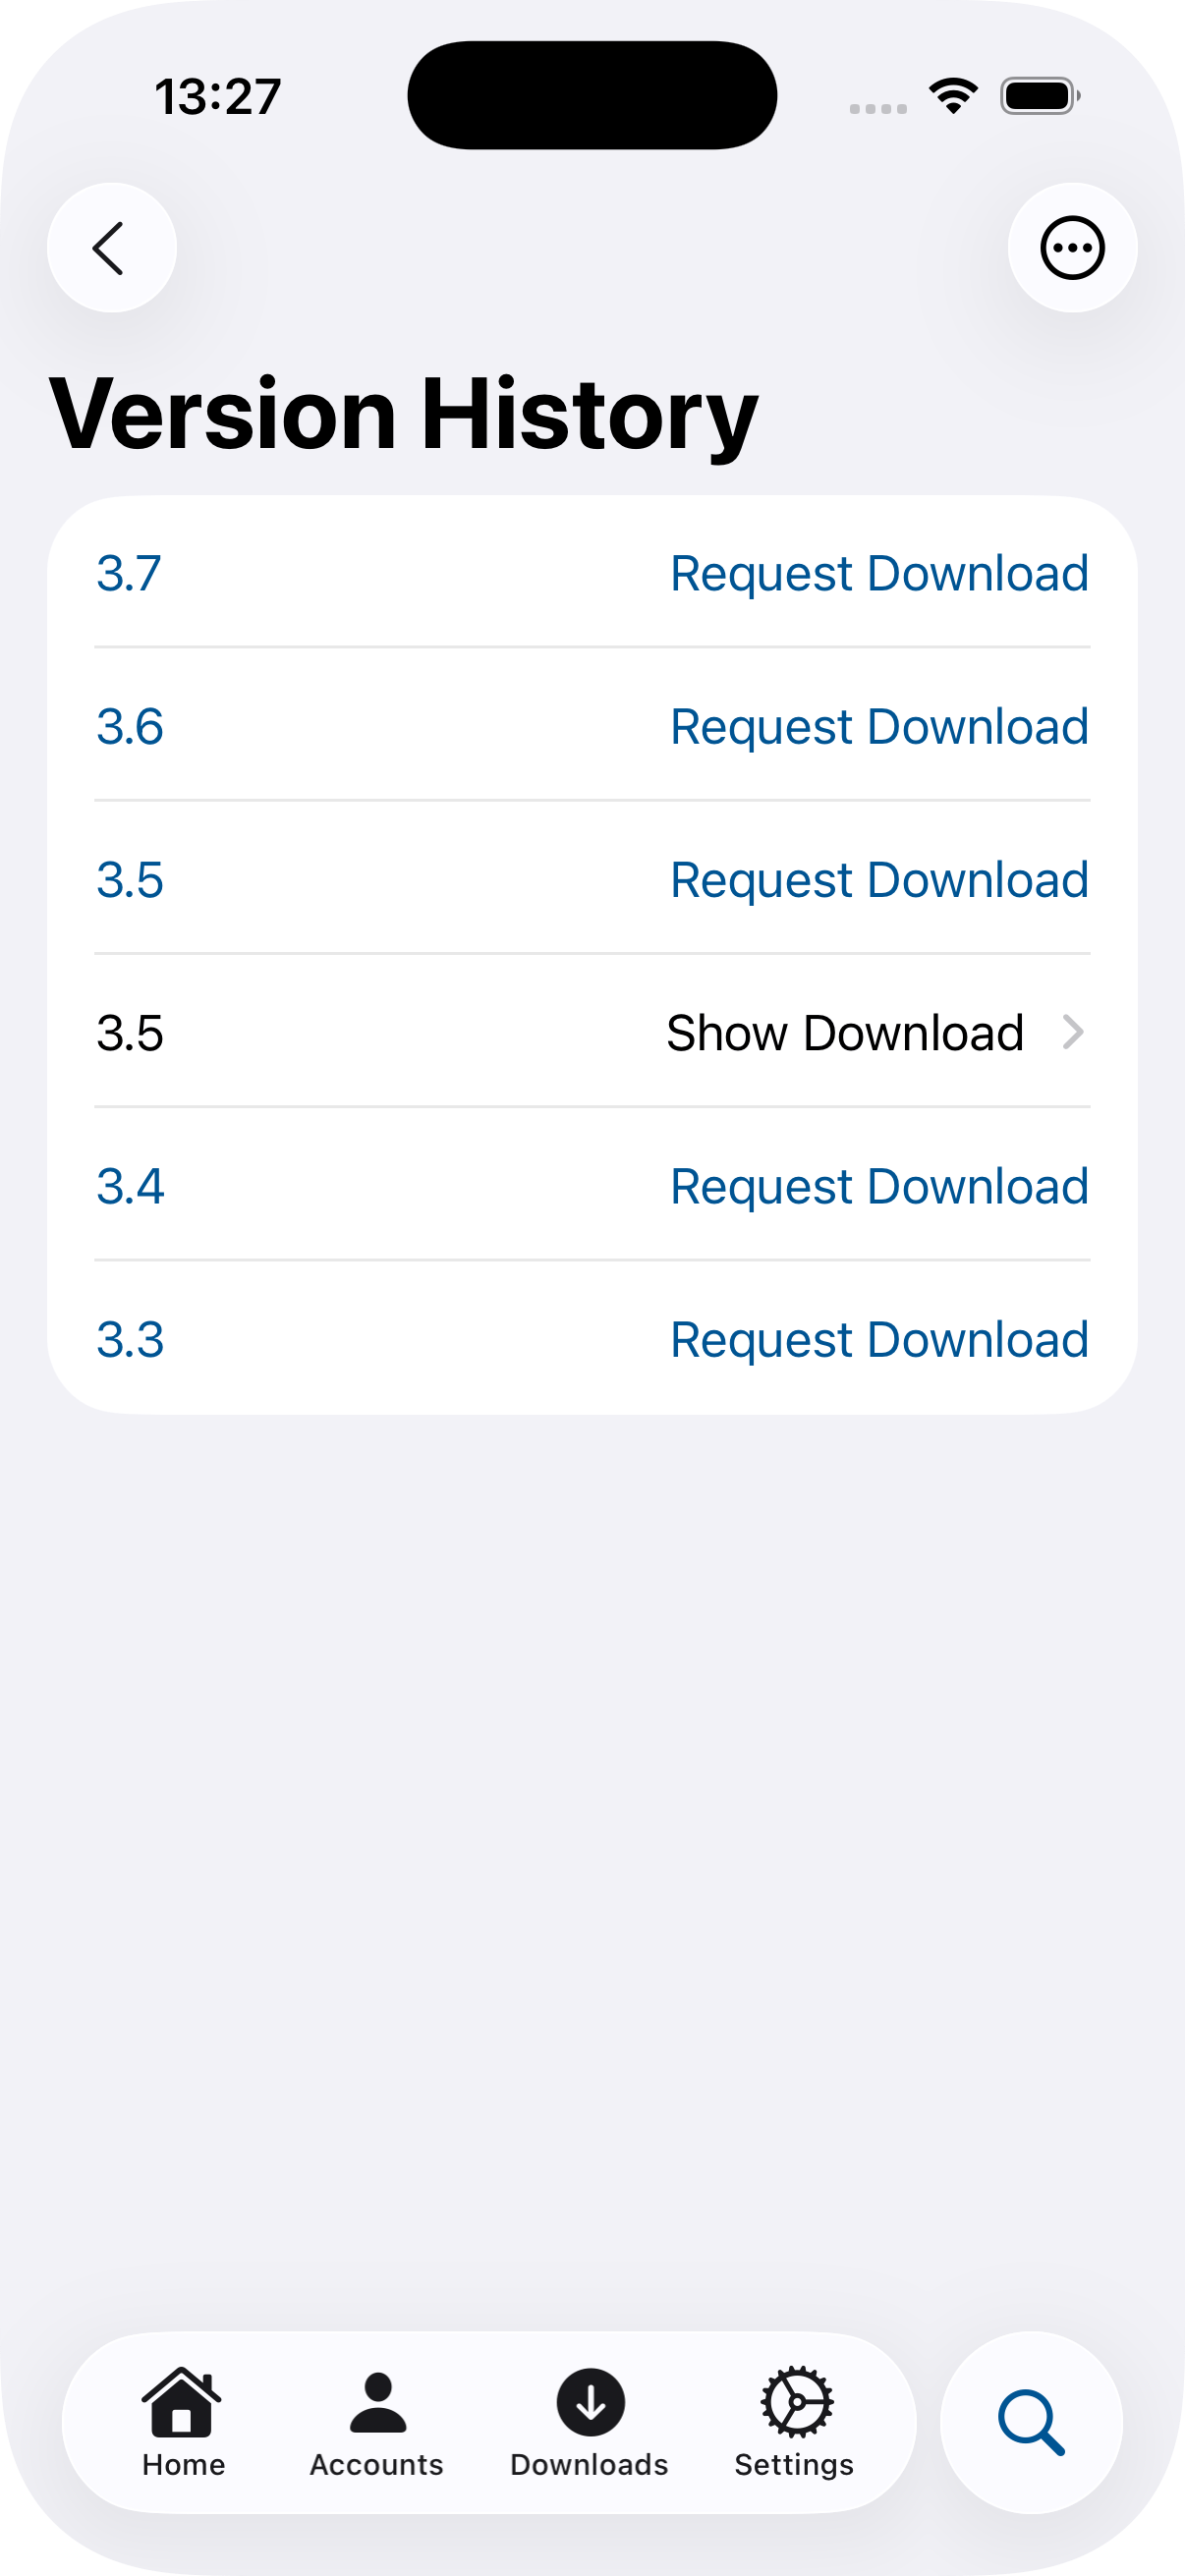 13:27
Version History
3.7 Request Download
3.6 Request Download
3.5 Request Download
3.5 Show Download
3.4 Request Download
3.3 Request Download
Home Accounts Downloads Settings